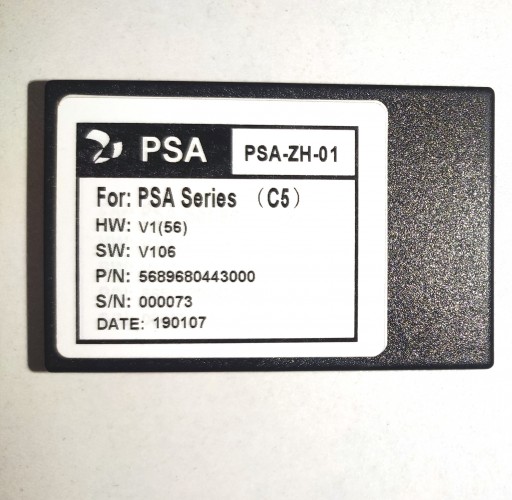 PSA PSA-ZH-01
For: PSA Series （C5）
HW: V1(56)
SW: V106
P/N: 5689680443000
S/N: 000073
DATE: 190107